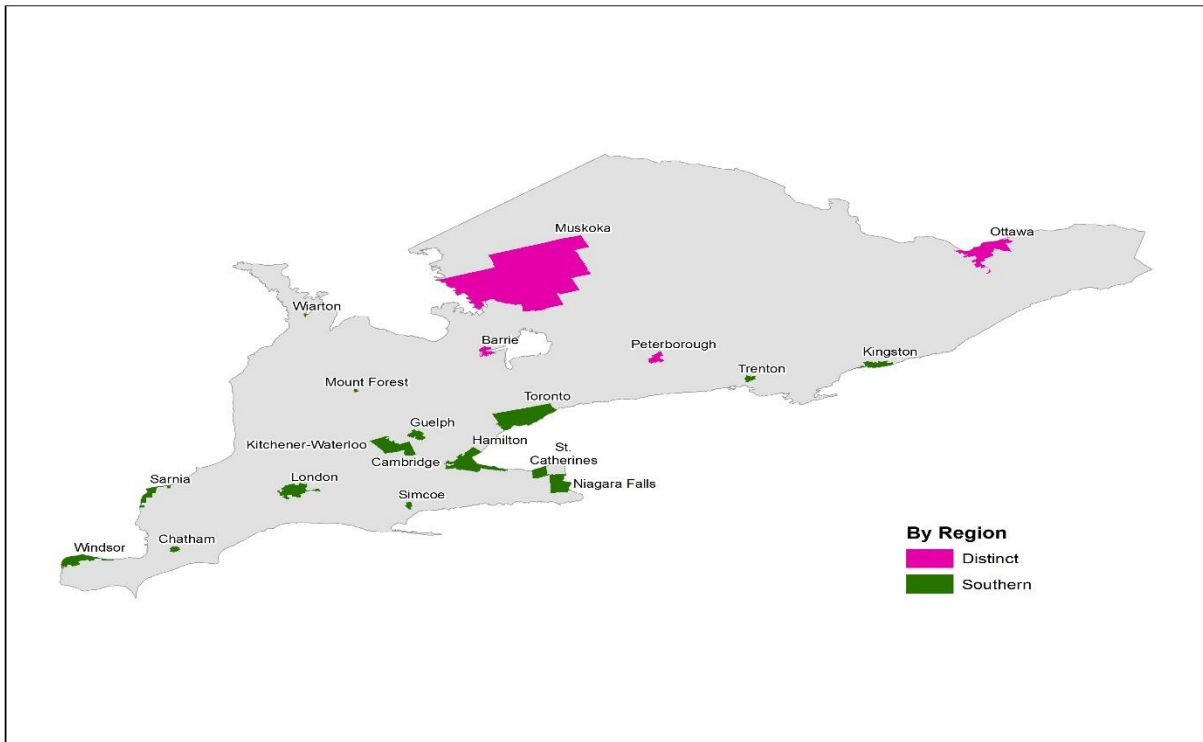 Muskoka
Ottawa
Wiarton
Barrie
Peterborough
Kingston
Trenton
Mount Forest
Toronto
Guelph
Kitchener-Waterloo
Hamilton
St.
Catherines
Cambridge
Sarnia
London
Niagara Falls
Simcoe
Chatham
Windsor
By Region
Distinct
Southern